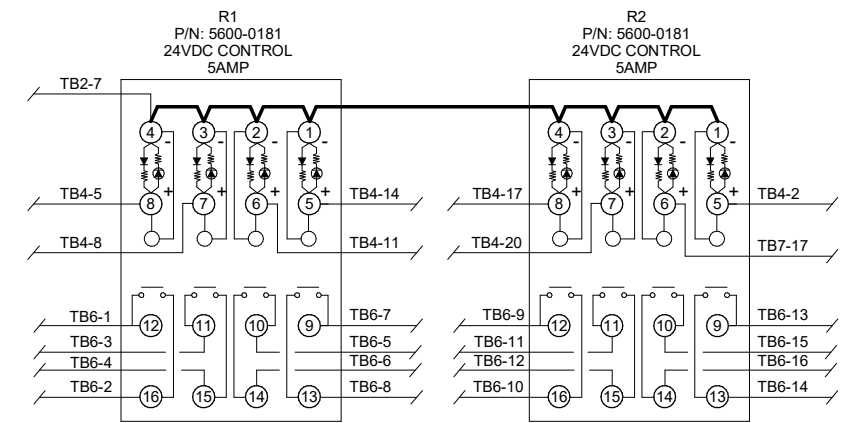 R1
P/N: 5600-0181
24VDC CONTROL
5AMP
R2
P/N: 5600-0181
24VDC CONTROL
5AMP
TB2-7
4 3 2 1 4 3 2 1
- - - - - - - -
+ + + + + + + +
TB4-5 8 7 6 5 TB4-14 TB4-17 8 7 6 5 TB4-2
TB4-8 TB4-11 TB4-20 TB7-17
TB6-1 12 11 10 9 TB6-7 TB6-9 12 11 10 9 TB6-13
TB6-3 TB6-5 TB6-11 TB6-15
TB6-4 TB6-6 TB6-12 TB6-16
TB6-2 16 15 14 13 TB6-8 TB6-10 16 15 14 13 TB6-14